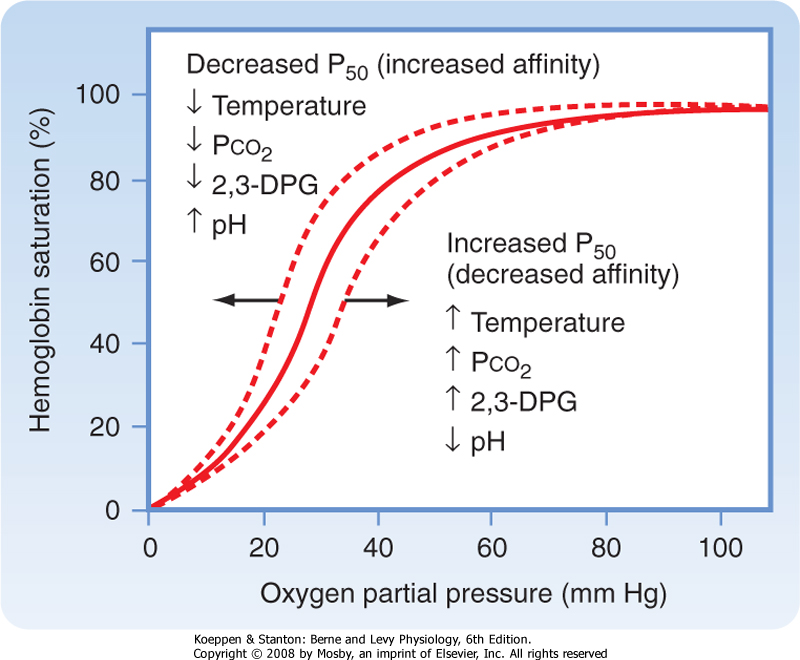 Decreased P50 (increased affinity)
↓ Temperature
↓ PCO2
↓ 2,3-DPG
↑ pH
Increased P50
(decreased affinity)
↑ Temperature
↑ PCO2
↑ 2,3-DPG
↓ pH
Hemoglobin saturation (%)
100
80
60
40
20
0
0 20 40 60 80 100
Oxygen partial pressure (mm Hg)
Koeppen & Stanton: Berne and Levy Physiology, 6th Edition.
Copyright © 2008 by Mosby, an imprint of Elsevier, Inc. All rights reserved